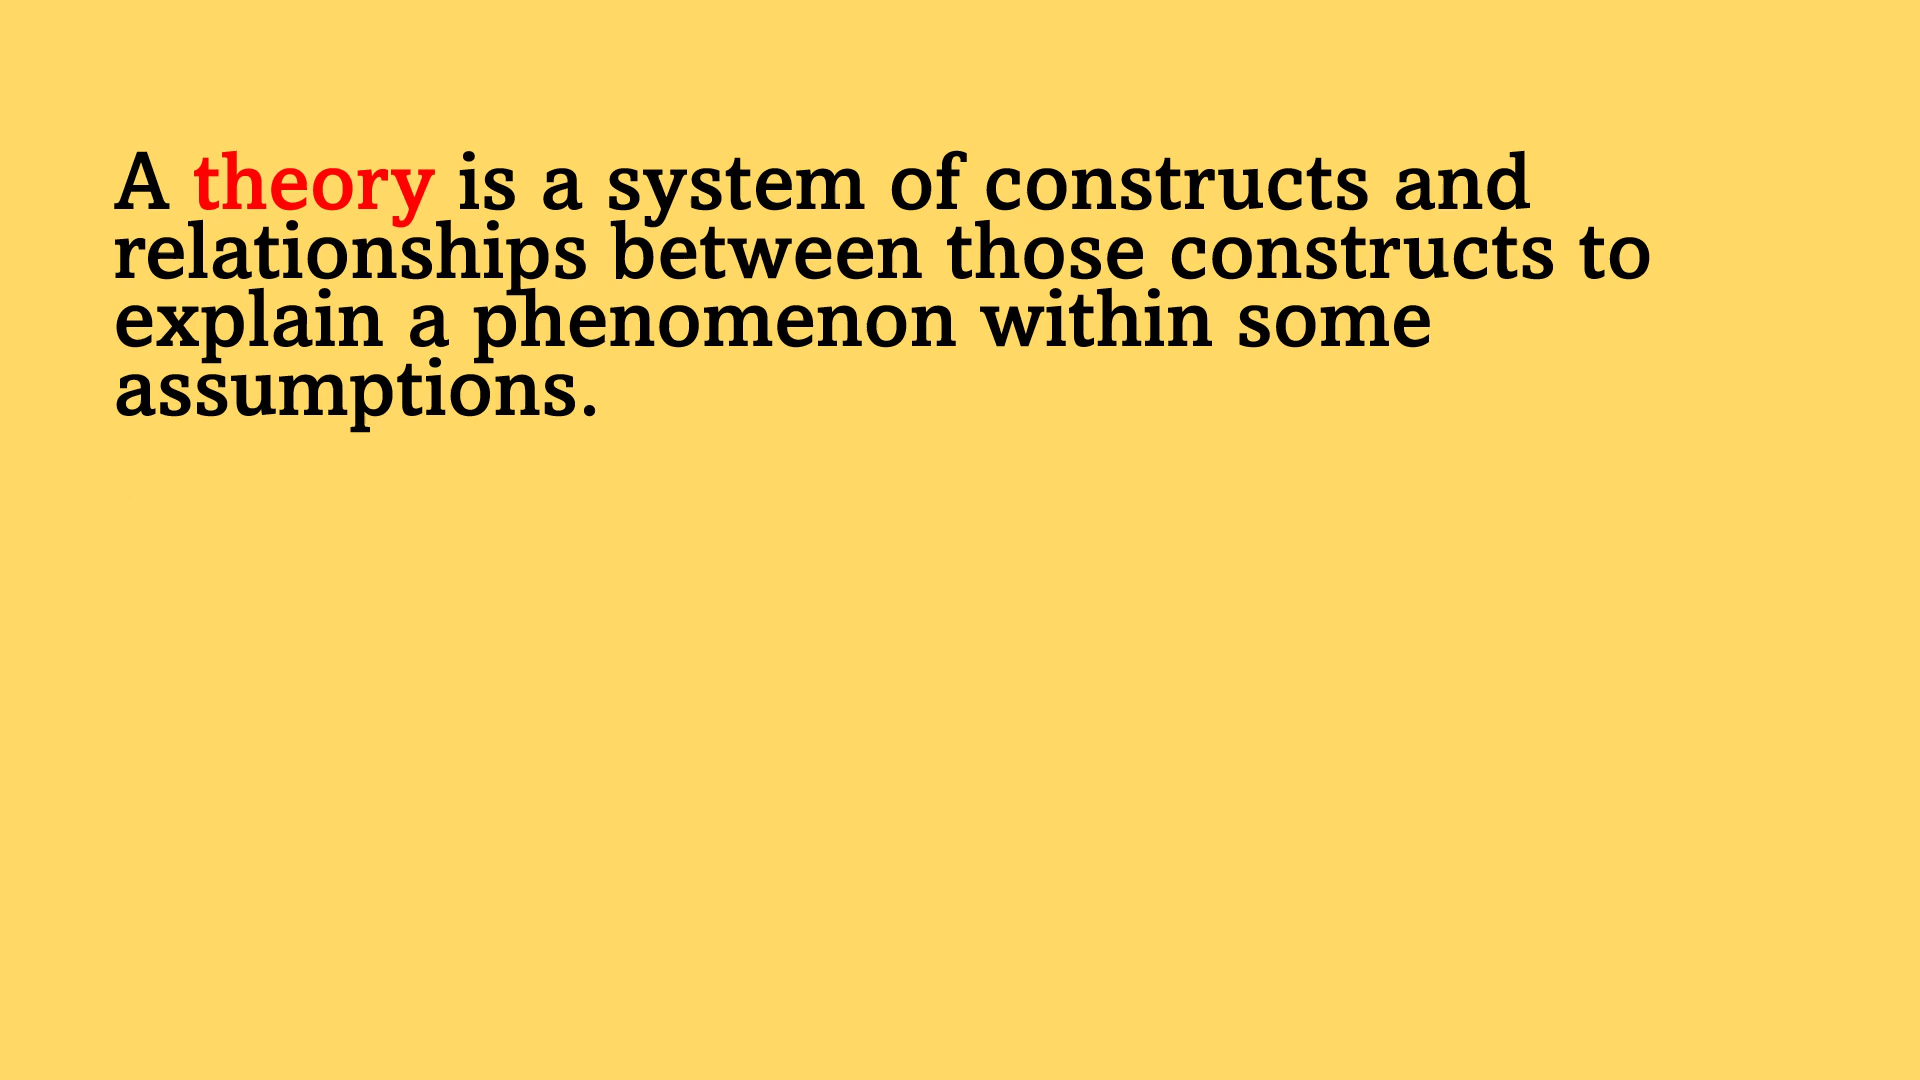 A theory is a system of constructs and
relationships between those constructs to
explain a phenomenon within some
assumptions.